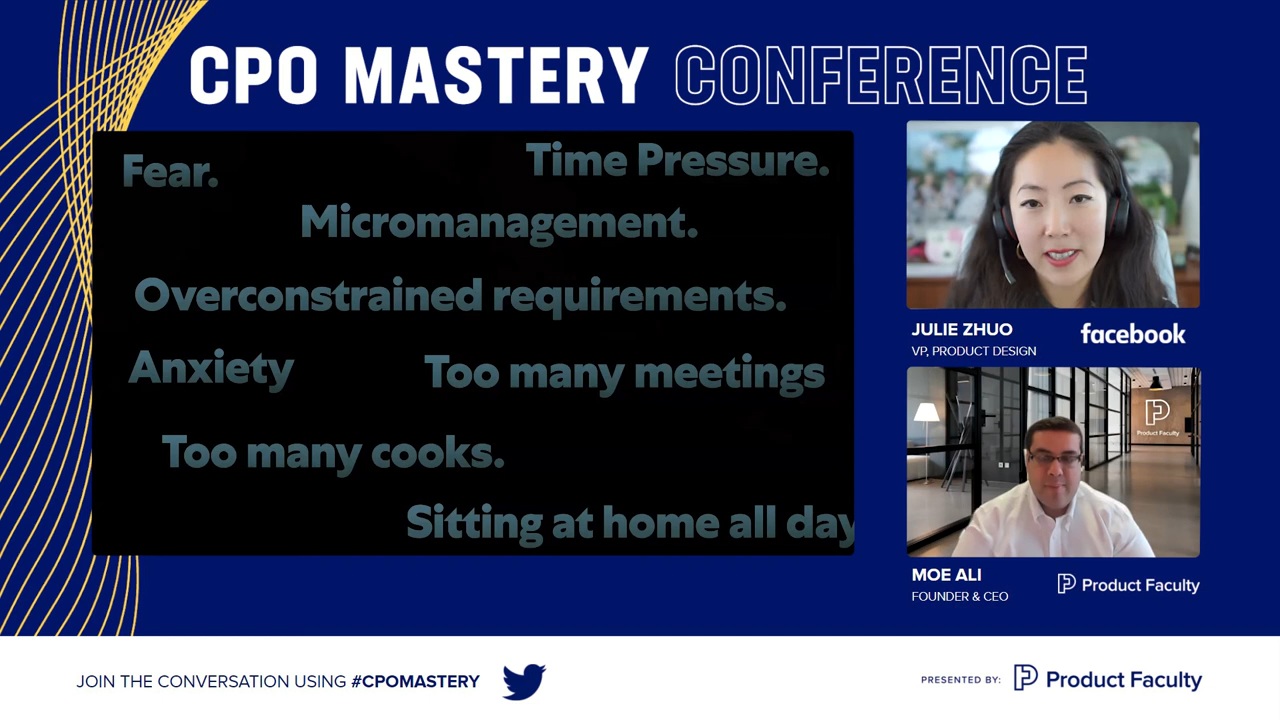 CPO MASTERY CONFERENCE
Fear.
Time Pressure.
Micromanagement.
Overconstrained requirements.
Anxiety
Too many meetings
Too many cooks.
Sitting at home all day
JULIE ZHUO
facebook
VP, PRODUCT DESIGN
Product Faculty
MOE ALI
Product Faculty
FOUNDER & CEO
JOIN THE CONVERSATION USING #CPOMASTERY
PRESENTED BY:
Product Faculty